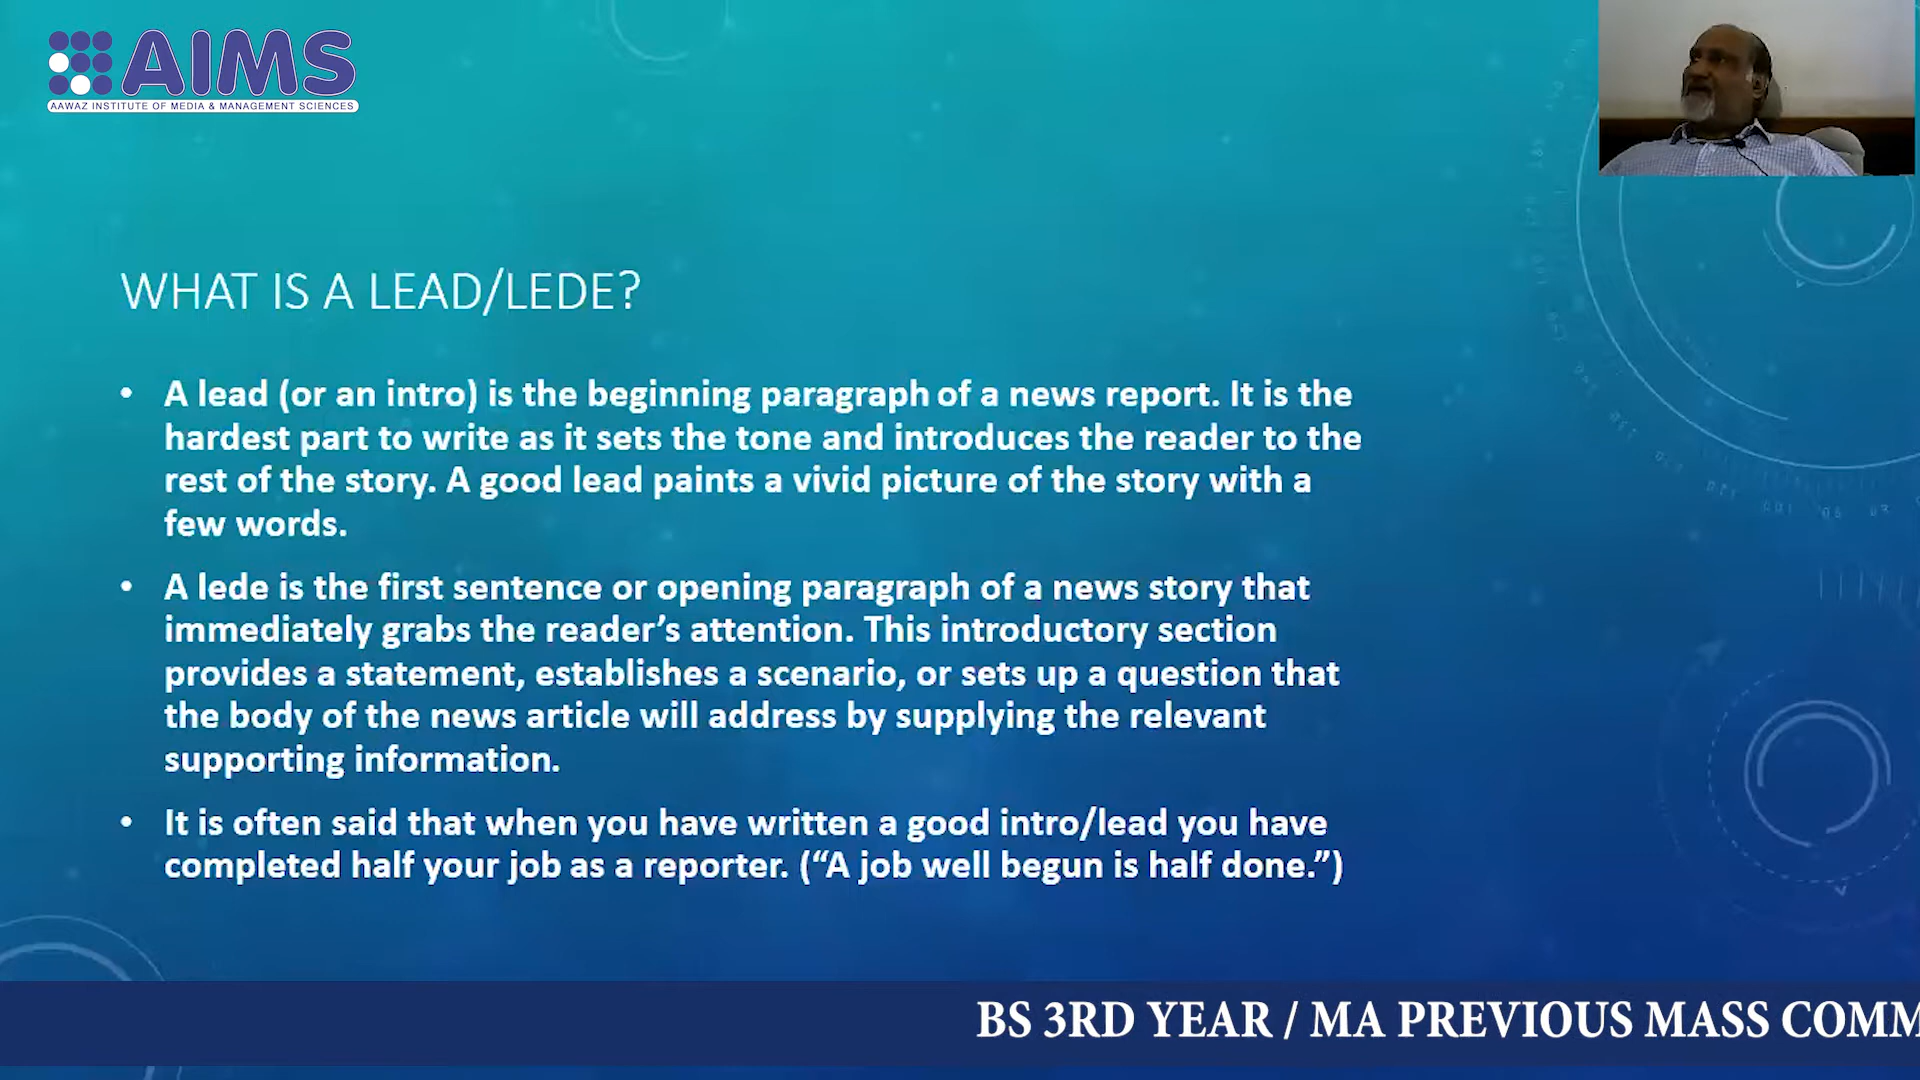 AIMS
AAWAZ INSTITUTE OF MEDIA & MANAGEMENT SCIENCES
WHAT IS A LEAD/LEDE?
• A lead (or an intro) is the beginning paragraph of a news report. It is the
hardest part to write as it sets the tone and introduces the reader to the
rest of the story. A good lead paints a vivid picture of the story with a
few words.
• A lede is the first sentence or opening paragraph of a news story that
immediately grabs the reader’s attention. This introductory section
provides a statement, establishes a scenario, or sets up a question that
the body of the news article will address by supplying the relevant
supporting information.
• It is often said that when you have written a good intro/lead you have
completed half your job as a reporter. (“A job well begun is half done.”)
BS 3RD YEAR / MA PREVIOUS MASS COMM